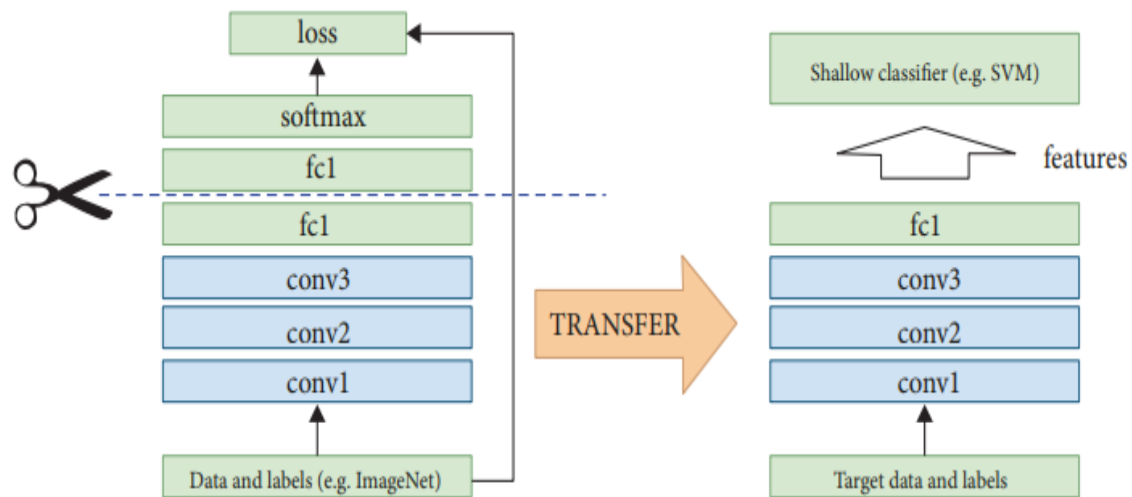 loss
softmax
fc1
fc1
conv3
conv2
conv1
Data and labels (e.g. ImageNet)
TRANSFER
Shallow classifier (e.g. SVM)
features
fc1
conv3
conv2
conv1
Target data and labels